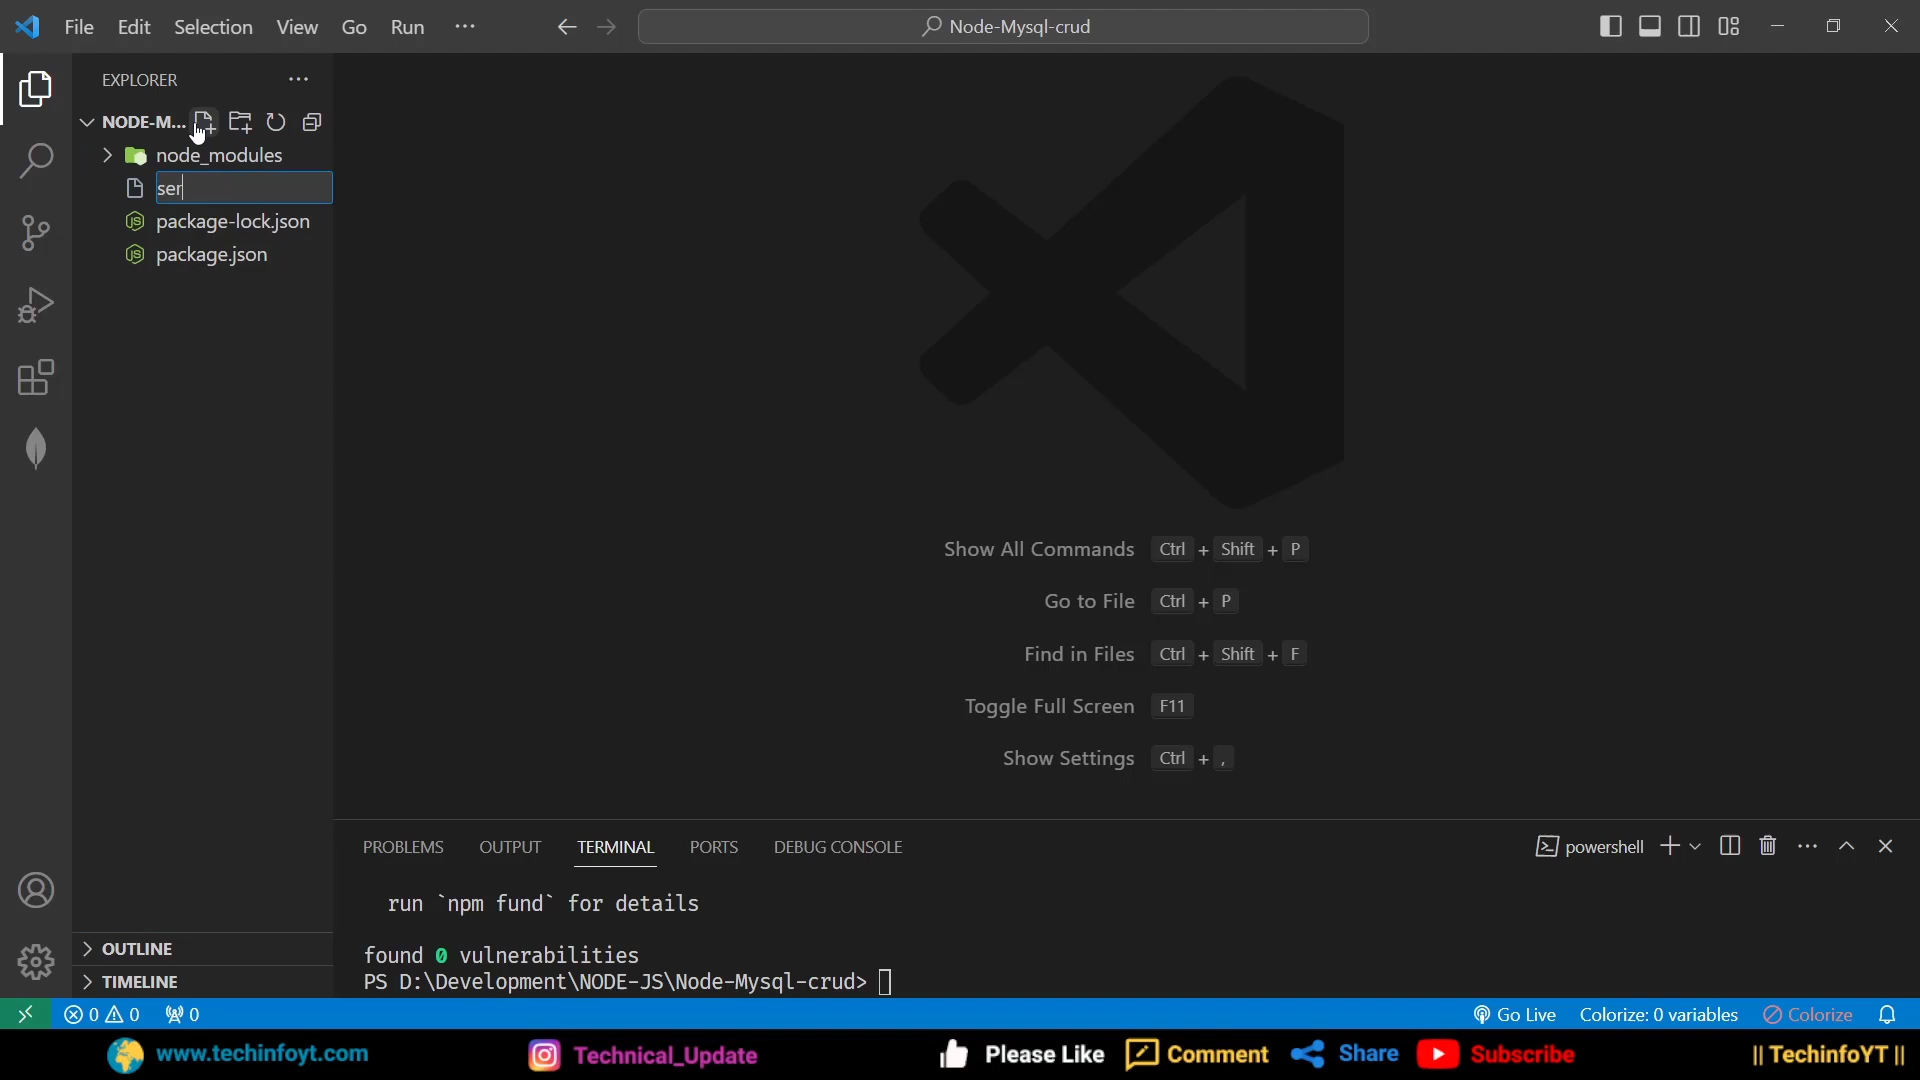 File Edit Selection View Go Run ···
Node-Mysql-crud
EXPLORER ···
NODE-M...
node_modules
ser
package-lock.json
package.json
Show All Commands Ctrl + Shift + P
Go to File Ctrl + P
Find in Files Ctrl + Shift + F
Toggle Full Screen F11
Show Settings Ctrl + ,
PROBLEMS OUTPUT TERMINAL PORTS DEBUG CONSOLE
powershell
run `npm fund` for details
found 0 vulnerabilities
PS D:\Development\NODE-JS\Node-Mysql-crud>
OUTLINE
TIMELINE
0 0 0
Go Live Colorize: 0 variables Colorize
www.techinfoyt.com
Technical_Update
Please Like Comment Share Subscribe
|| TechinfoYT ||